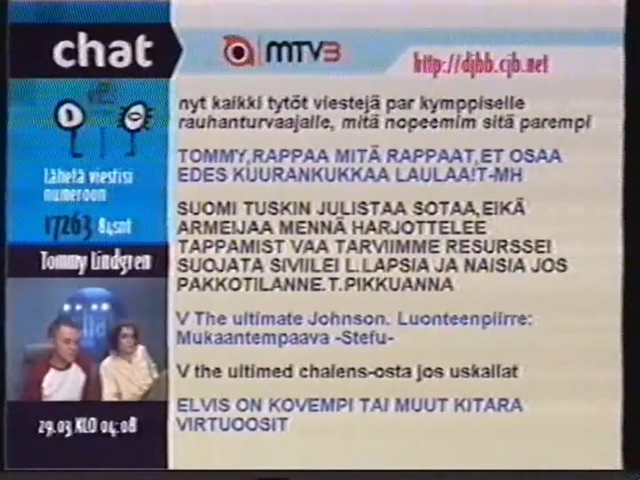 chat
MTV3
http://djbb.cjb.net
nyt kaikki tytöt viestejä par kymppiselle
rauhanturvaajalle, mitä nopeemim sitä parempi
TOMMY,RAPPAA MITÄ RAPPAAT,ET OSAA
EDES KUURANKUKKAA LAULAA!T-MH
SUOMI TUSKIN JULISTAA SOTAA,EIKÄ
ARMEIJAA MENNÄ HARJOTTELEE
TAPPAMIST VAA TARVIIMME RESURSSEI
SUOJATA SIVIILEI L.LAPSIA JA NAISIA JOS
PAKKOTILANNE.T.PIKKUANNA
V The ultimate Johnson. Luonteenpiirre:
Mukaantempaava -Stefu-
V the ultimed chalens-osta jos uskallat
ELVIS ON KOVEMPI TAI MUUT KITARA
VIRTUOOSIT
Lähetä viestisi
numeroon
17263 84snt
Tommy Lindgren
29.03 KLO 04:08